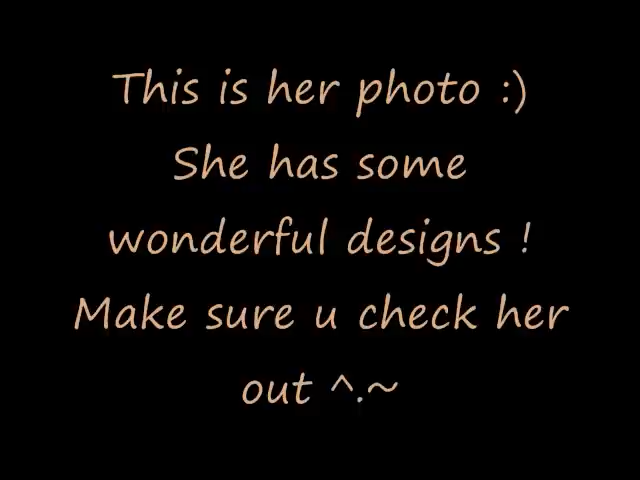 This is her photo :)
She has some
wonderful designs !
Make sure u check her
out ^.~